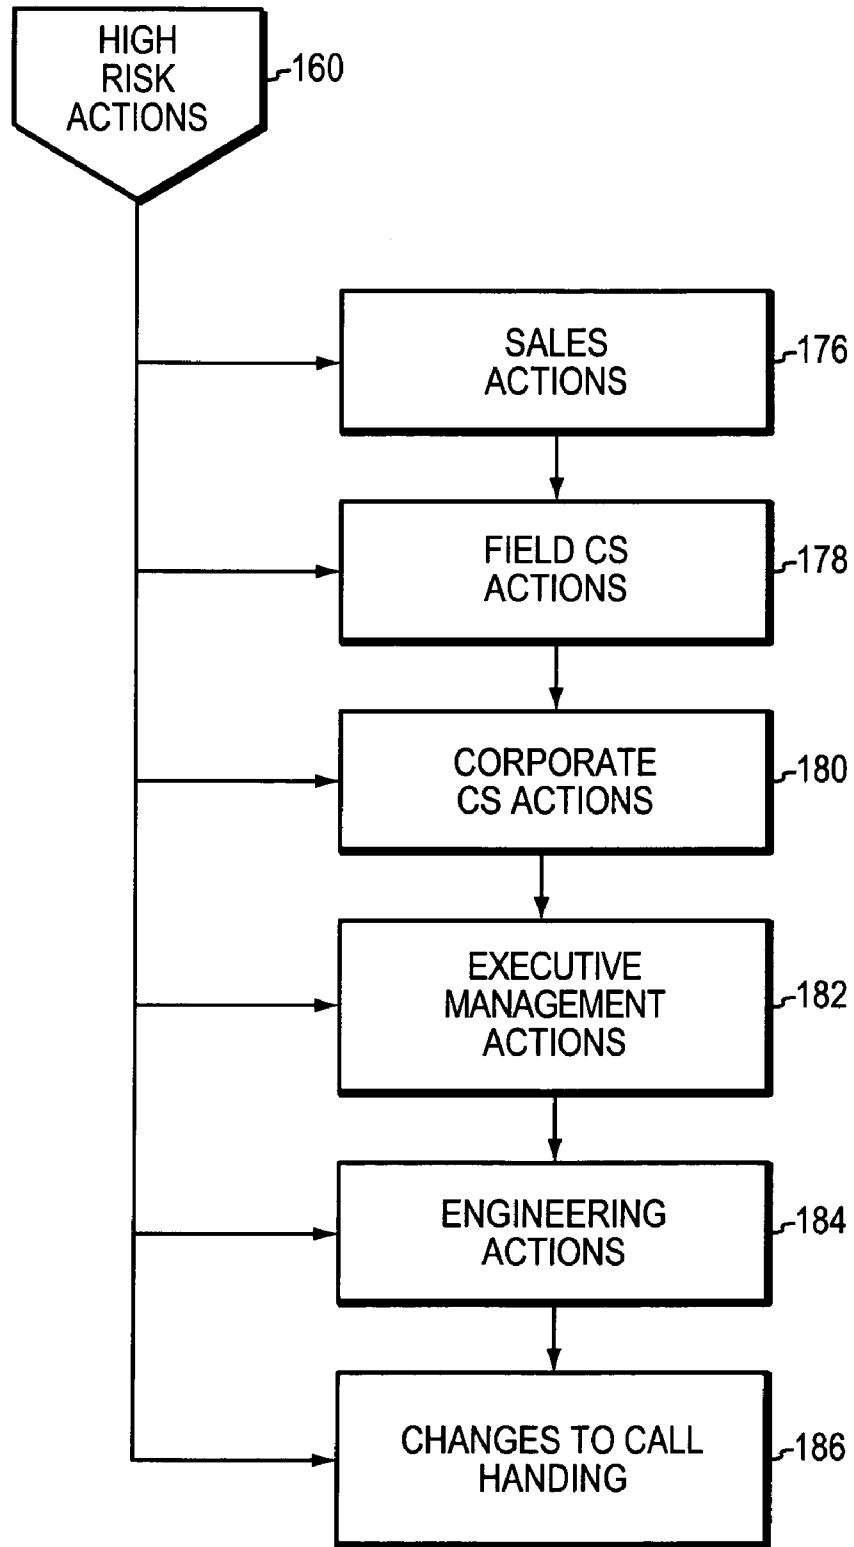 HIGH
RISK
ACTIONS
160
SALES
ACTIONS
176
FIELD CS
ACTIONS
178
CORPORATE
CS ACTIONS
180
EXECUTIVE
MANAGEMENT
ACTIONS
182
ENGINEERING
ACTIONS
184
CHANGES TO CALL
HANDING
186